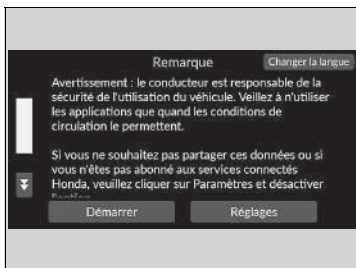 Remarque
Changer la langue
Avertissement : le conducteur est responsable de la
sécurité de l'utilisation du véhicule. Veillez à n'utiliser
les applications que quand les conditions de
circulation le permettent.
Si vous ne souhaitez pas partager ces données ou si
vous n'êtes pas abonné aux services connectés
Honda, veuillez cliquer sur Paramètres et désactiver
Démarrer
Réglages